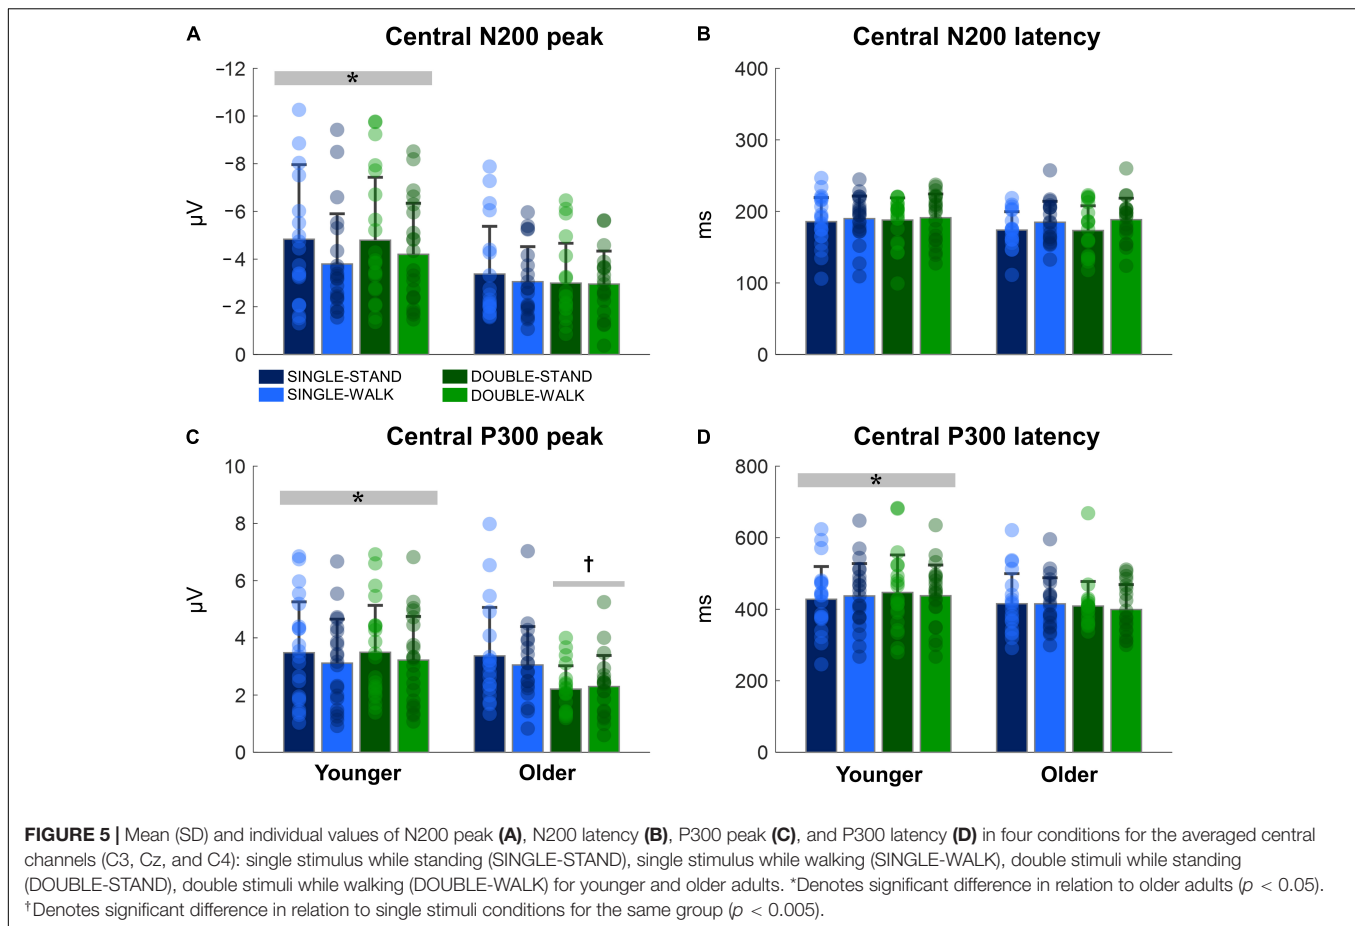 A
Central N200 peak
−12
−10
−8
−6
−4
−2
0
µV
*
B
Central N200 latency
400
300
200
100
0
ms
SINGLE-STAND
DOUBLE-STAND
SINGLE-WALK
DOUBLE-WALK
C
Central P300 peak
10
8
6
4
2
0
µV
*
†
Younger
Older
D
Central P300 latency
800
600
400
200
0
ms
*
Younger
Older
FIGURE 5 | Mean (SD) and individual values of N200 peak (A), N200 latency (B), P300 peak (C), and P300 latency (D) in four conditions for the averaged central
channels (C3, Cz, and C4): single stimulus while standing (SINGLE-STAND), single stimulus while walking (SINGLE-WALK), double stimuli while standing
(DOUBLE-STAND), double stimuli while walking (DOUBLE-WALK) for younger and older adults. *Denotes significant difference in relation to older adults (p < 0.05).
†Denotes significant difference in relation to single stimuli conditions for the same group (p < 0.005).